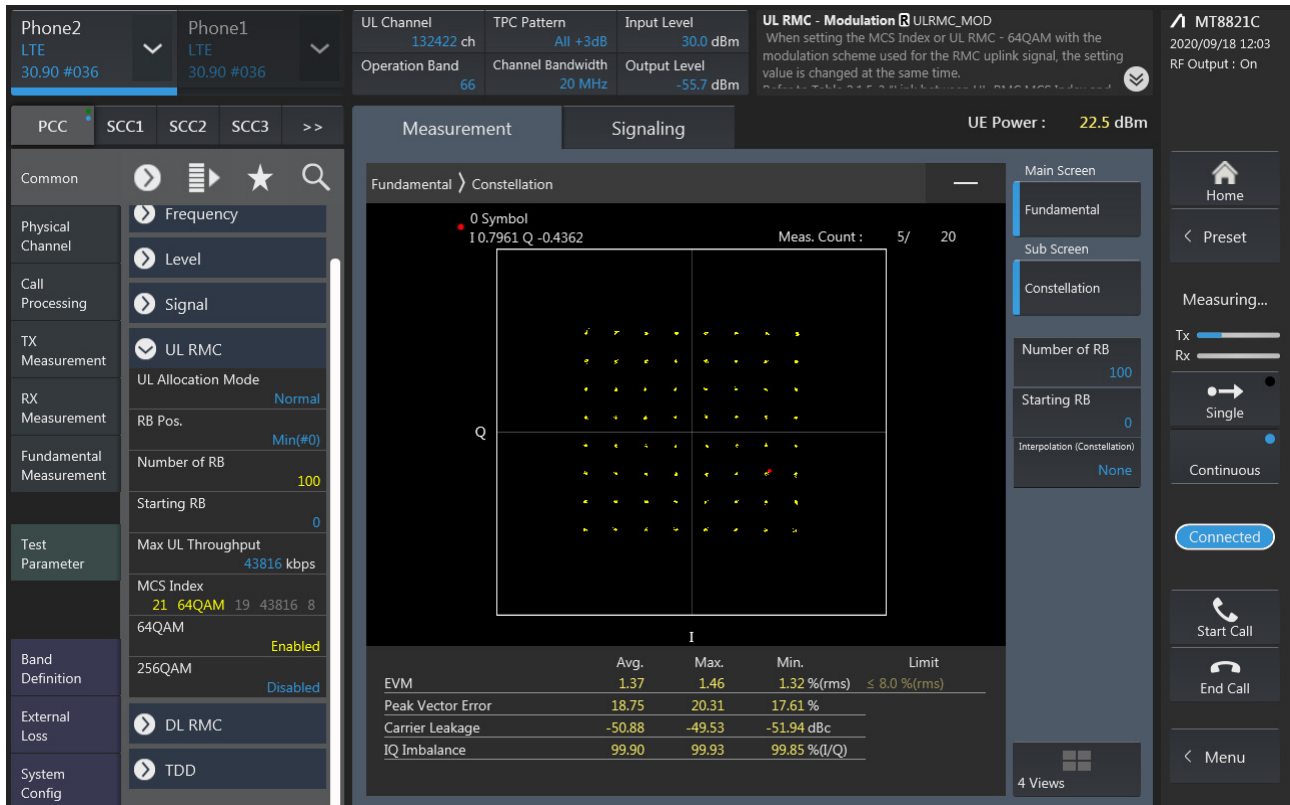 Phone2
LTE
30.90 #036
Phone1
LTE
30.90 #036
UL Channel
132422 ch
Operation Band
66
TPC Pattern
All +3dB
Channel Bandwidth
20 MHz
Input Level
30.0 dBm
Output Level
-55.7 dBm
UL RMC - Modulation R ULRMC_MOD
When setting the MCS Index or UL RMC - 64QAM with the
modulation scheme used for the RMC uplink signal, the setting
value is changed at the same time.
MT8821C
2020/09/18 12:03
RF Output : On
PCC SCC1 SCC2 SCC3 >>
Measurement
Signaling
UE Power : 22.5 dBm
Common
Physical
Channel
Call
Processing
TX
Measurement
RX
Measurement
Fundamental
Measurement
Test
Parameter
Band
Definition
External
Loss
System
Config
Frequency
Level
Signal
UL RMC
UL Allocation Mode
Normal
RB Pos.
Min(#0)
Number of RB
100
Starting RB
0
Max UL Throughput
43816 kbps
MCS Index
21 64QAM 19 43816 8
64QAM
Enabled
256QAM
Disabled
DL RMC
TDD
Fundamental > Constellation
0 Symbol
I 0.7961 Q -0.4362
Meas. Count : 5/ 20
Q
I
Avg. Max. Min. Limit
EVM 1.37 1.46 1.32 %(rms) ≤ 8.0 %(rms)
Peak Vector Error 18.75 20.31 17.61 %
Carrier Leakage -50.88 -49.53 -51.94 dBc
IQ Imbalance 99.90 99.93 99.85 %(I/Q)
Main Screen
Fundamental
Sub Screen
Constellation
Number of RB
100
Starting RB
0
Interpolation (Constellation)
None
4 Views
Home
< Preset
Measuring...
Tx
Rx
Single
Continuous
Connected
Start Call
End Call
< Menu